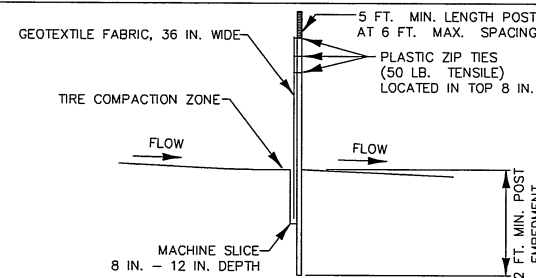 5 FT. MIN. LENGTH POST
AT 6 FT. MAX. SPACING
GEOTEXTILE FABRIC, 36 IN. WIDE
PLASTIC ZIP TIES
(50 LB. TENSILE)
LOCATED IN TOP 8 IN.
TIRE COMPACTION ZONE
FLOW
FLOW
MACHINE SLICE
8 IN. – 12 IN. DEPTH
2 FT. MIN. POST